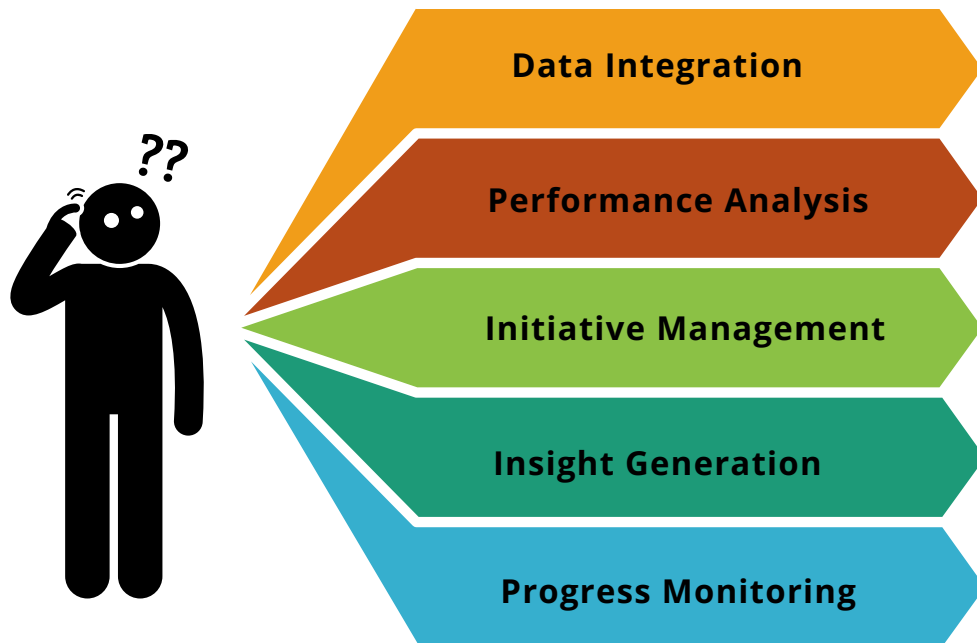 ??
Data Integration
Performance Analysis
Initiative Management
Insight Generation
Progress Monitoring